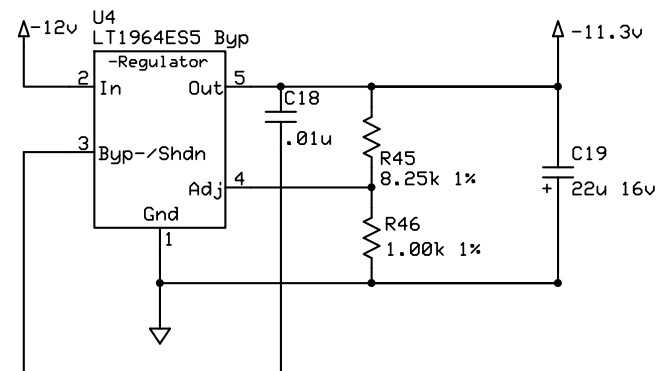 -12v
U4
LT1964ES5 Byp
-Regulator
2
In
Out
5
3
Byp-/Shdn
Adj
4
Gnd
1
C18
.01u
R45
8.25k 1%
R46
1.00k 1%
-11.3v
C19
+
22u 16v